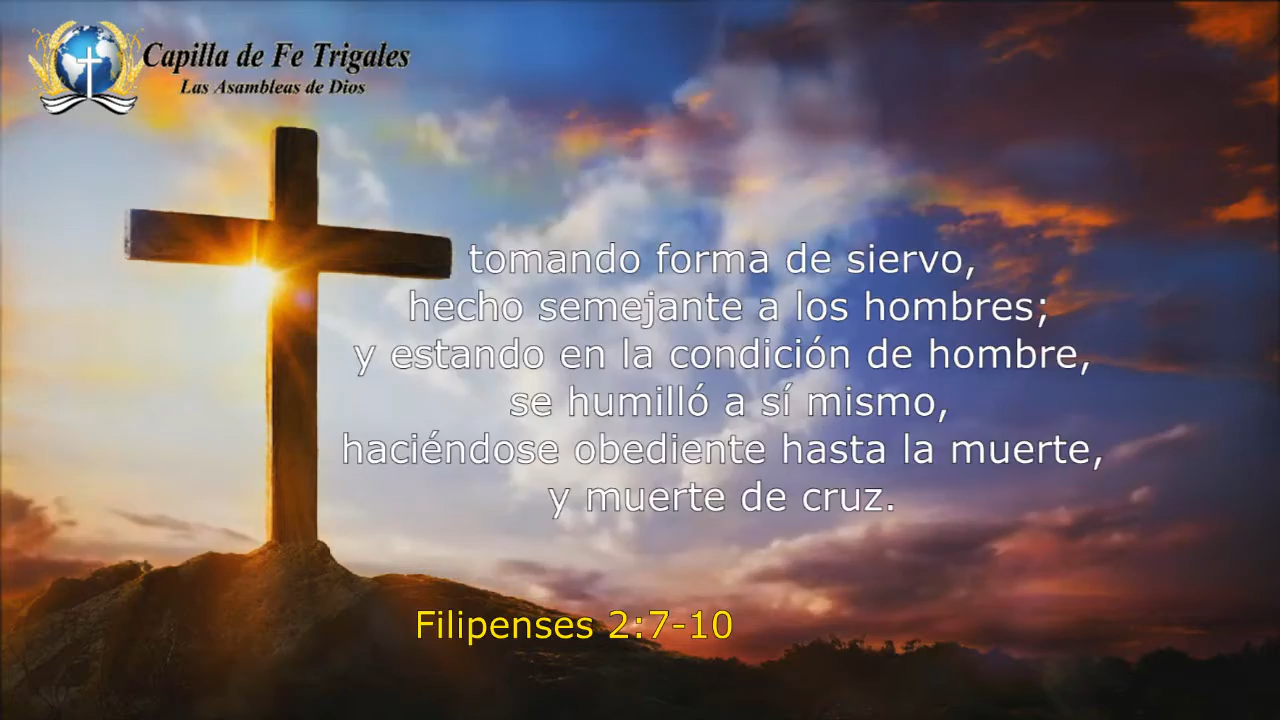 Capilla de Fe Trigales
Las Asambleas de Dios
tomando forma de siervo,
hecho semejante a los hombres;
y estando en la condición de hombre,
se humilló a sí mismo,
haciéndose obediente hasta la muerte,
y muerte de cruz.
Filipenses 2:7-10